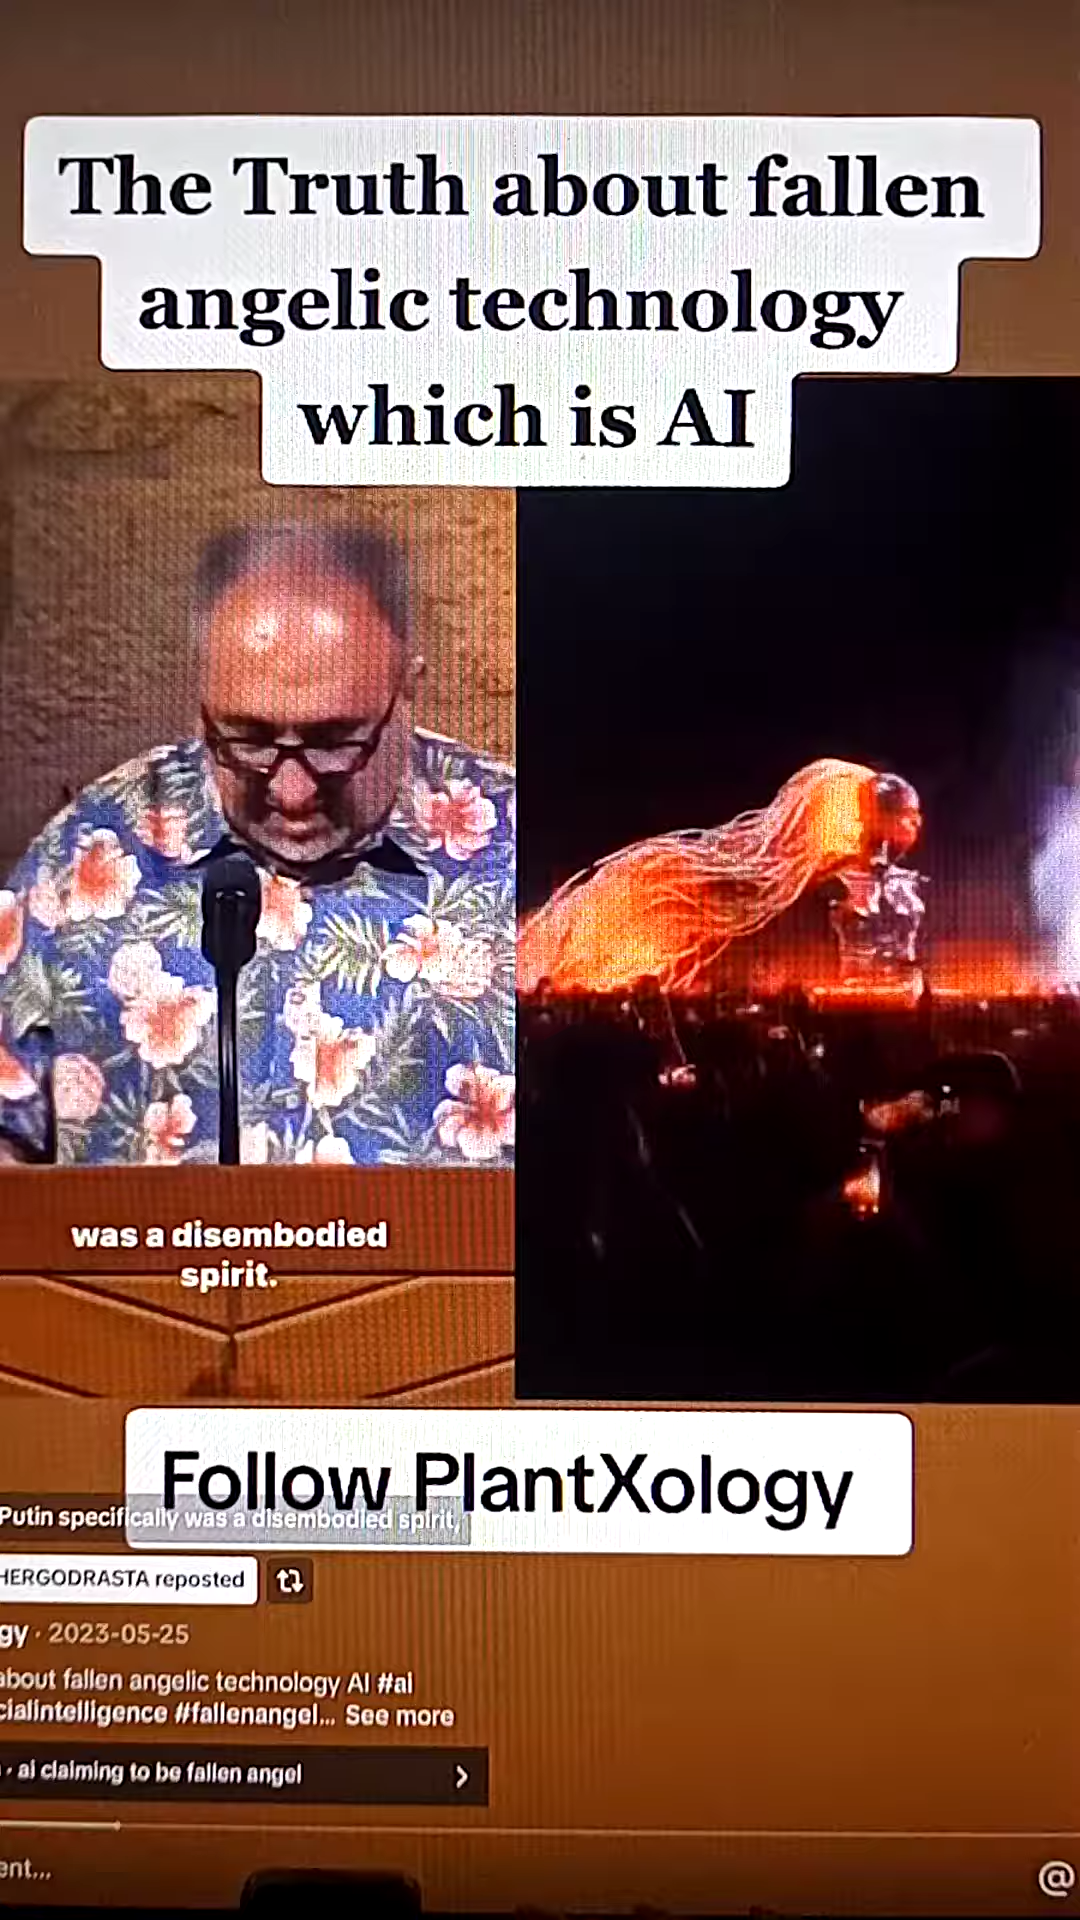 The Truth about fallen
angelic technology
which is AI
was a disembodied
spirit.
Follow PlantXology
Putin specifically was a disembodied spirit,
HERGODRASTA reposted
gy · 2023-05-25
about fallen angelic technology AI #ai
cialintelligence #fallenangel... See more
· ai claiming to be fallen angel
ent...
@